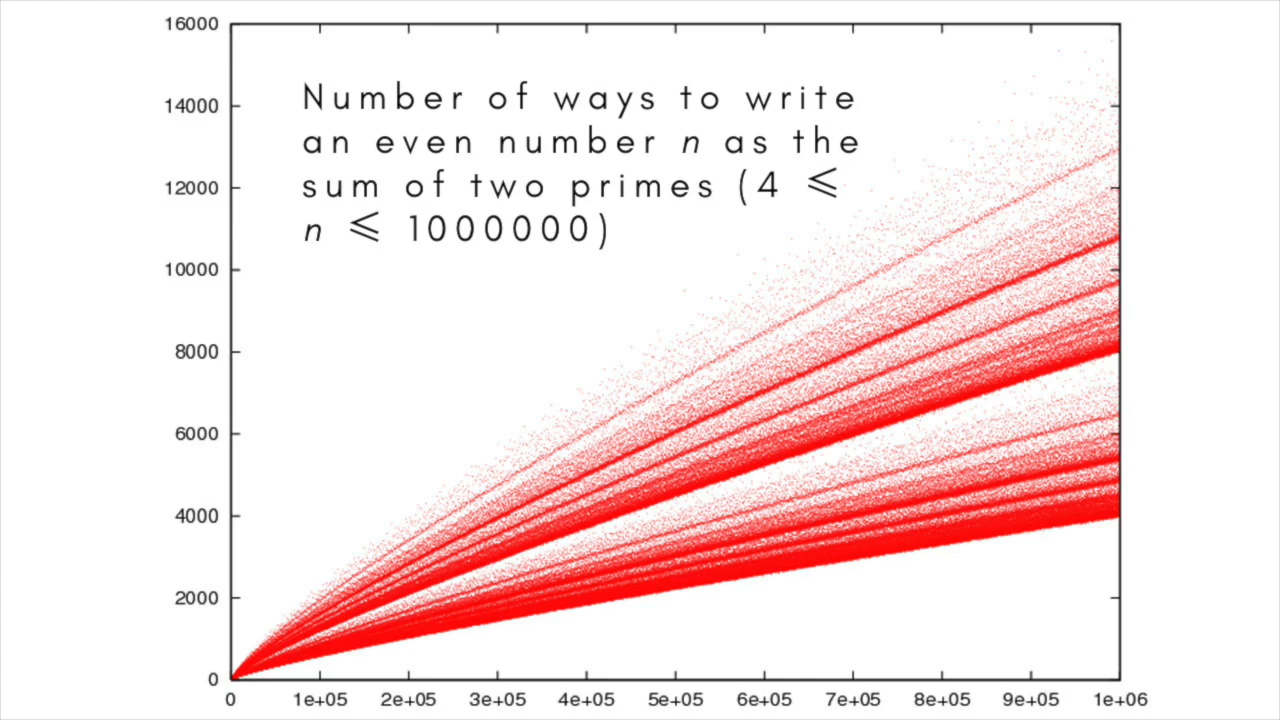 16000
14000
12000
10000
8000
6000
4000
2000
0
Number of ways to write
an even number n as the
sum of two primes (4 ⩽
n ⩽ 1000000)
0 1e+05 2e+05 3e+05 4e+05 5e+05 6e+05 7e+05 8e+05 9e+05 1e+06